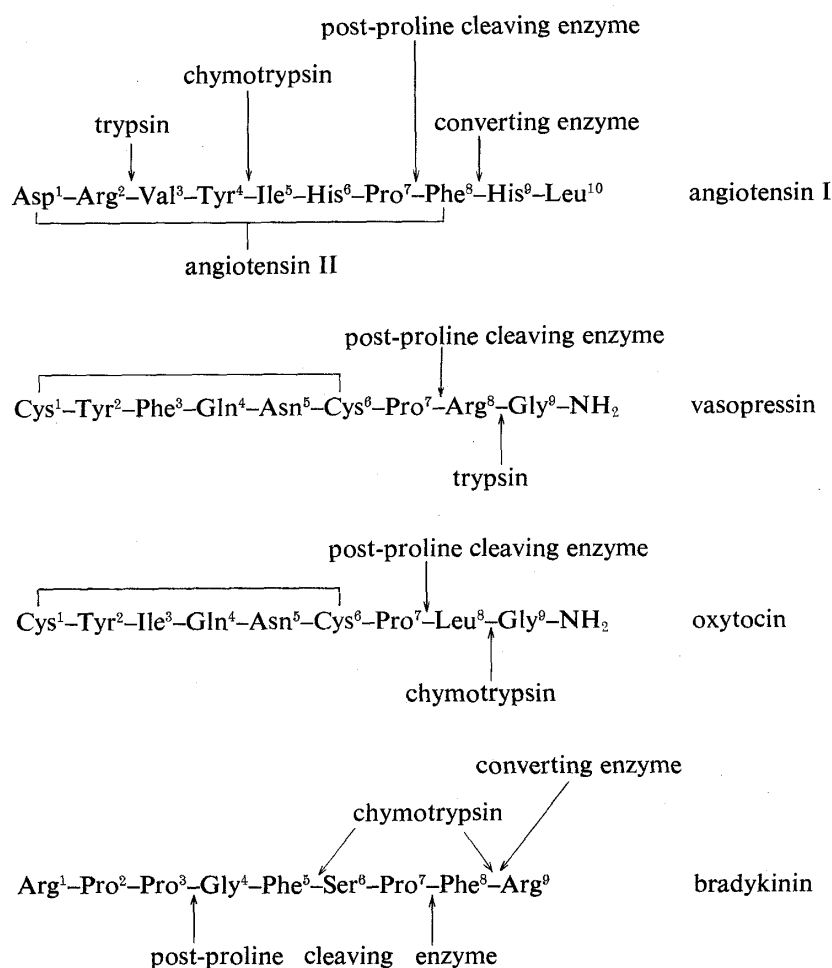 post-proline cleaving enzyme
chymotrypsin
trypsin
converting enzyme
Asp¹–Arg²–Val³–Tyr⁴–Ile⁵–His⁶–Pro⁷–Phe⁸–His⁹–Leu¹⁰ angiotensin I
angiotensin II
post-proline cleaving enzyme
Cys¹–Tyr²–Phe³–Gln⁴–Asn⁵–Cys⁶–Pro⁷–Arg⁸–Gly⁹–NH₂ vasopressin
trypsin
post-proline cleaving enzyme
Cys¹–Tyr²–Ile³–Gln⁴–Asn⁵–Cys⁶–Pro⁷–Leu⁸–Gly⁹–NH₂ oxytocin
chymotrypsin
converting enzyme
chymotrypsin
Arg¹–Pro²–Pro³–Gly⁴–Phe⁵–Ser⁶–Pro⁷–Phe⁸–Arg⁹ bradykinin
post-proline cleaving enzyme